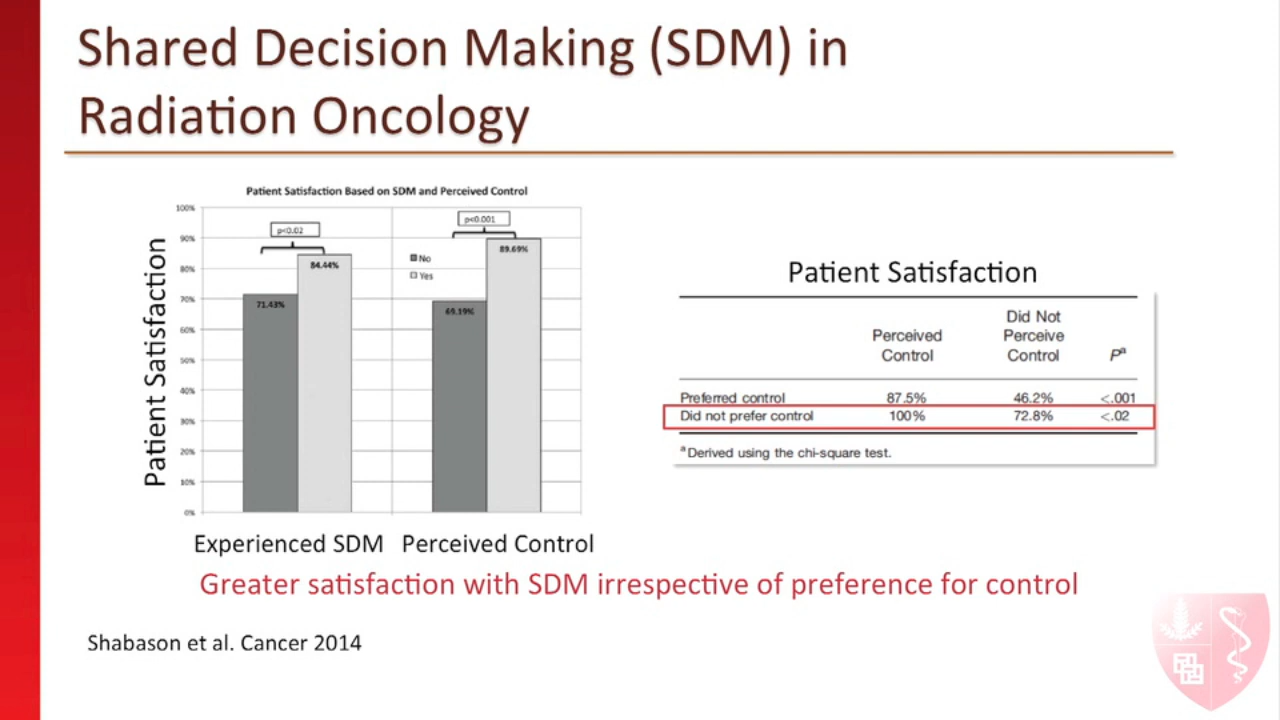 Shared Decision Making (SDM) in
Radiation Oncology
Patient Satisfaction Based on SDM and Perceived Control
Patient Satisfaction
100%
90%
80%
70%
60%
50%
40%
30%
20%
10%
0%
p<0.02
71.43%
84.44%
No
Yes
p<0.001
69.19%
89.69%
Experienced SDM Perceived Control
Patient Satisfaction
Perceived Control
Did Not Perceive Control
Pa
Preferred control 87.5% 46.2% <.001
Did not prefer control 100% 72.8% <.02
a Derived using the chi-square test.
Greater satisfaction with SDM irrespective of preference for control
Shabason et al. Cancer 2014